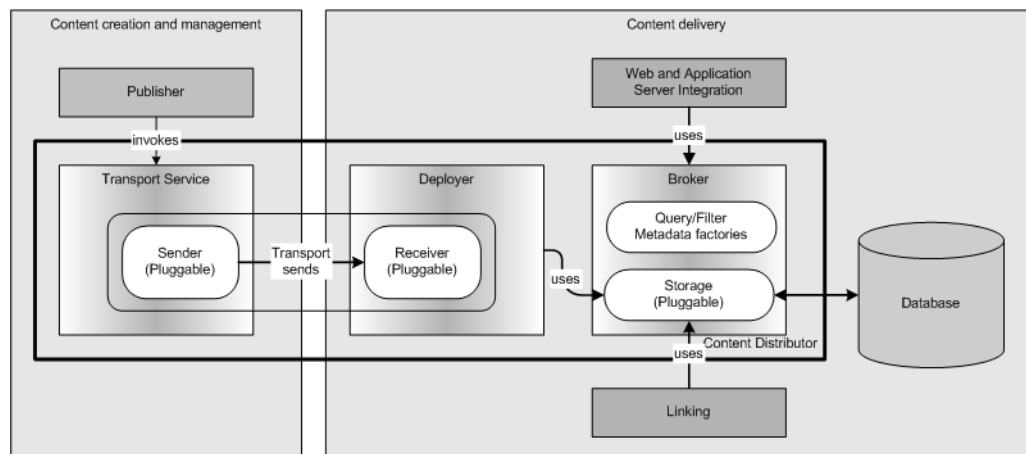 Content creation and management
Content delivery
Publisher
Web and Application
Server Integration
invokes
uses
Transport Service
Deployer
Broker
Query/Filter
Metadata factories
Sender
(Pluggable)
Transport
sends
Receiver
(Pluggable)
uses
Storage
(Pluggable)
Database
Content Distributor
uses
Linking